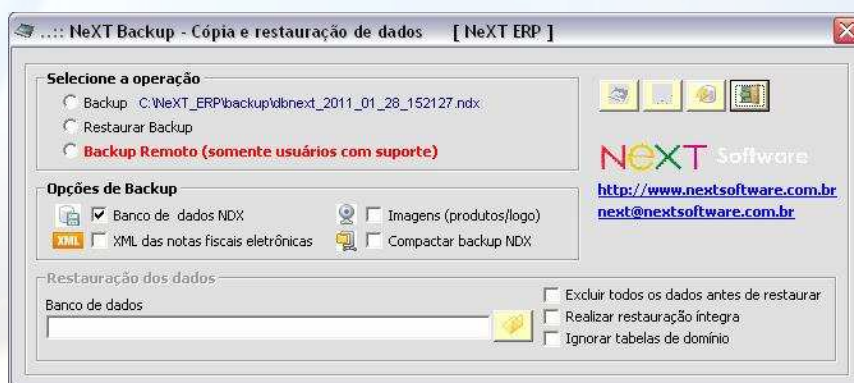 ..:: NeXT Backup - Cópia e restauração de dados [ NeXT ERP ]
Selecione a operação
Backup C:\NeXT_ERP\backup\dbnext_2011_01_28_152127.ndx
Restaurar Backup
Backup Remoto (somente usuários com suporte)
NeXT Software
http://www.nextsoftware.com.br
next@nextsoftware.com.br
Opções de Backup
Banco de dados NDX
Imagens (produtos/logo)
XML XML das notas fiscais eletrônicas
Compactar backup NDX
Restauração dos dados
Banco de dados
Excluir todos os dados antes de restaurar
Realizar restauração íntegra
Ignorar tabelas de domínio